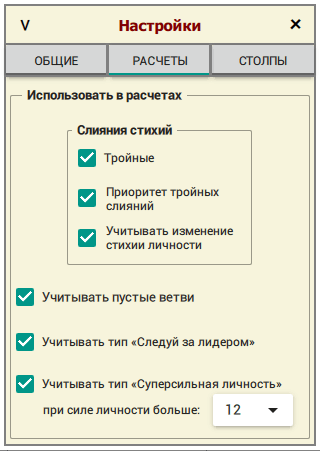 V Настройки ×
ОБЩИЕ РАСЧЕТЫ СТОЛПЫ
Использовать в расчетах
Слияния стихий
Тройные
Приоритет тройных
слияний
Учитывать изменение
стихии личности
Учитывать пустые ветви
Учитывать тип «Следуй за лидером»
Учитывать тип «Суперсильная личность»
при силе личности больше: 12